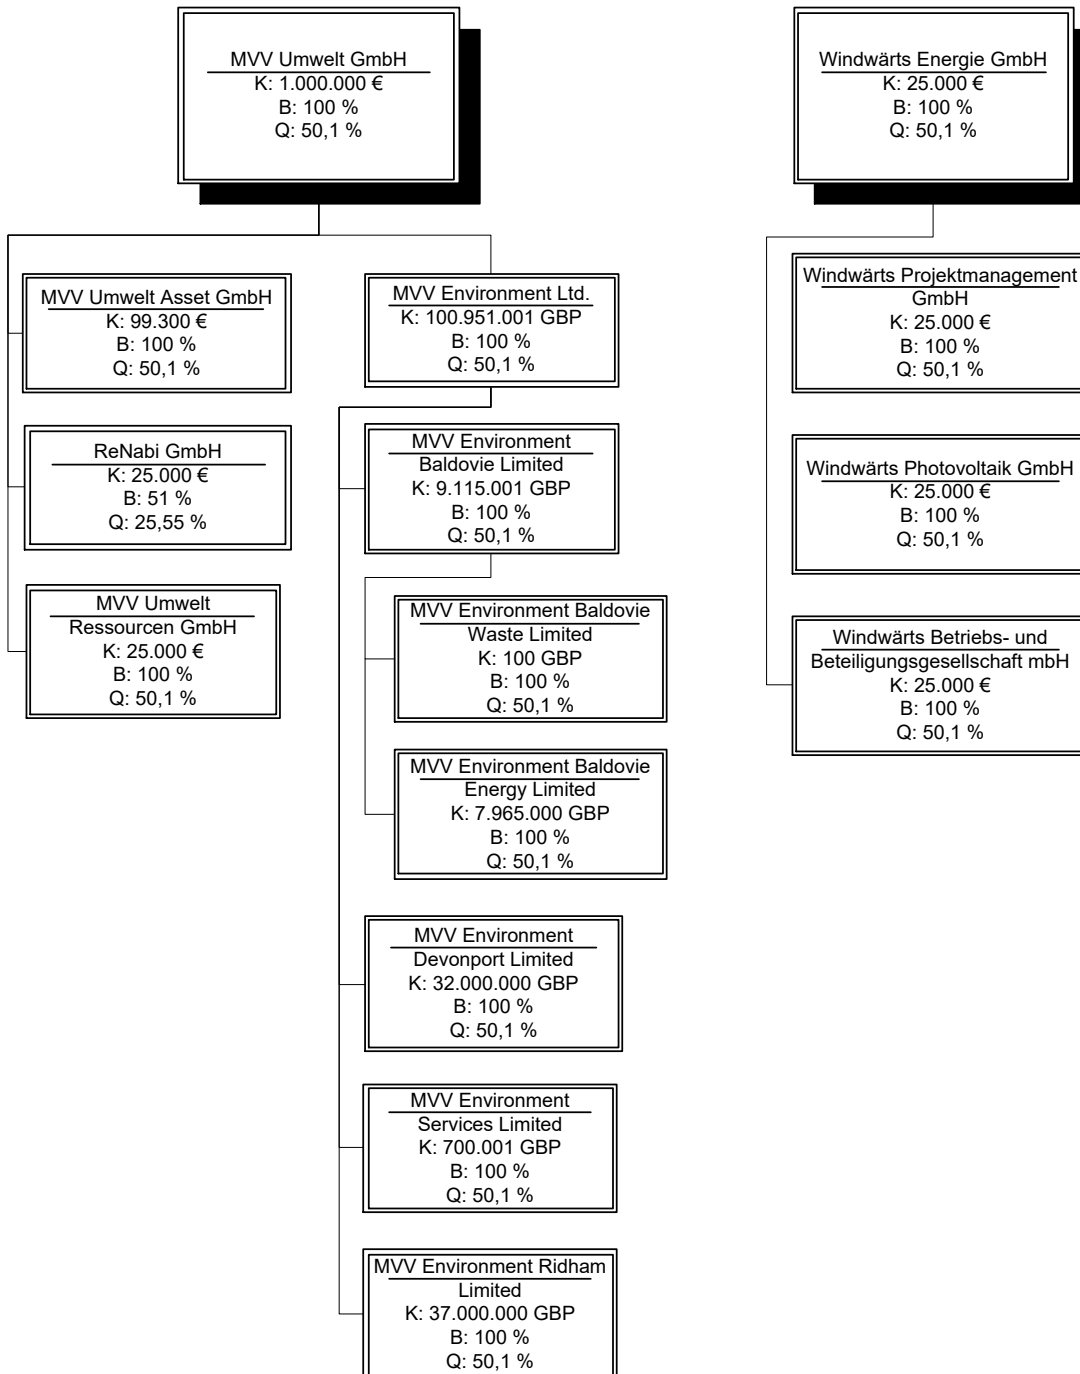 MVV Umwelt GmbH
K: 1.000.000 €
B: 100 %
Q: 50,1 %
MVV Umwelt Asset GmbH
K: 99.300 €
B: 100 %
Q: 50,1 %
ReNabi GmbH
K: 25.000 €
B: 51 %
Q: 25,55 %
MVV Umwelt
Ressourcen GmbH
K: 25.000 €
B: 100 %
Q: 50,1 %
MVV Environment Ltd.
K: 100.951.001 GBP
B: 100 %
Q: 50,1 %
MVV Environment
Baldovie Limited
K: 9.115.001 GBP
B: 100 %
Q: 50,1 %
MVV Environment Baldovie
Waste Limited
K: 100 GBP
B: 100 %
Q: 50,1 %
MVV Environment Baldovie
Energy Limited
K: 7.965.000 GBP
B: 100 %
Q: 50,1 %
MVV Environment
Devonport Limited
K: 32.000.000 GBP
B: 100 %
Q: 50,1 %
MVV Environment
Services Limited
K: 700.001 GBP
B: 100 %
Q: 50,1 %
MVV Environment Ridham
Limited
K: 37.000.000 GBP
B: 100 %
Q: 50,1 %
Windwärts Energie GmbH
K: 25.000 €
B: 100 %
Q: 50,1 %
Windwärts Projektmanagement
GmbH
K: 25.000 €
B: 100 %
Q: 50,1 %
Windwärts Photovoltaik GmbH
K: 25.000 €
B: 100 %
Q: 50,1 %
Windwärts Betriebs- und
Beteiligungsgesellschaft mbH
K: 25.000 €
B: 100 %
Q: 50,1 %